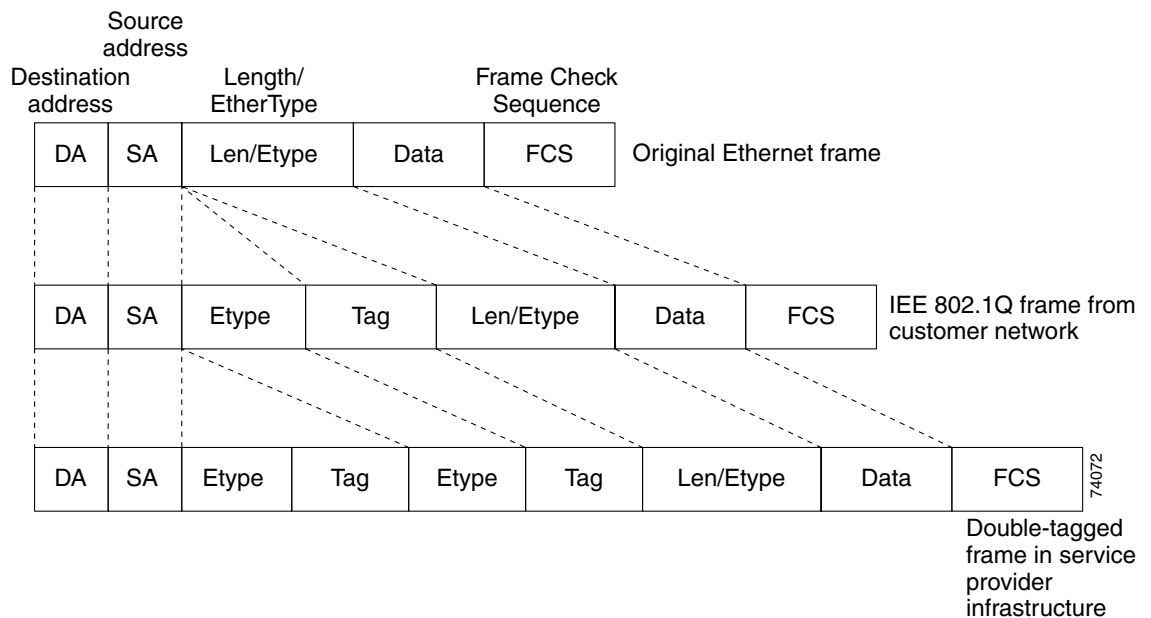 Source
address
Destination
address
Length/
EtherType
Frame Check
Sequence
DA SA Len/Etype Data FCS Original Ethernet frame
DA SA Etype Tag Len/Etype Data FCS
IEE 802.1Q frame from
customer network
DA SA Etype Tag Etype Tag Len/Etype Data FCS
74072
Double-tagged
frame in service
provider
infrastructure